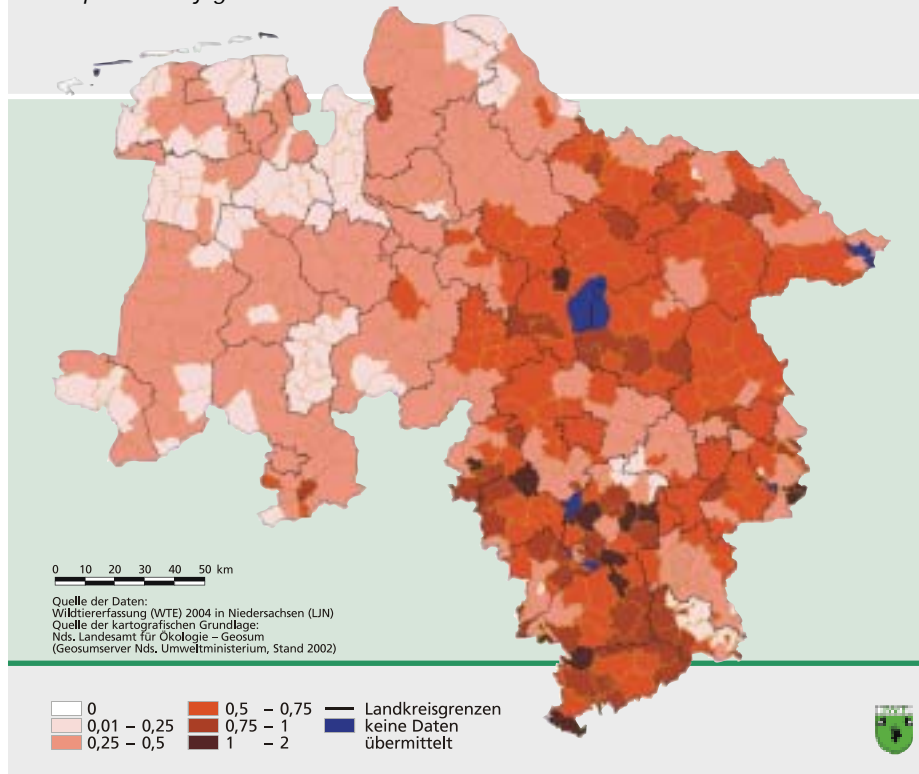 0 10 20 30 40 50 km
Quelle der Daten:
Wildtiererfassung (WTE) 2004 in Niedersachsen (LJN)
Quelle der kartografischen Grundlage:
Nds. Landesamt für Ökologie – Geosum
(Geosumserver Nds. Umweltministerium, Stand 2002)
0
0,01 – 0,25
0,25 – 0,5
0,5 – 0,75
0,75 – 1
1 – 2
Landkreisgrenzen
keine Daten
übermittelt